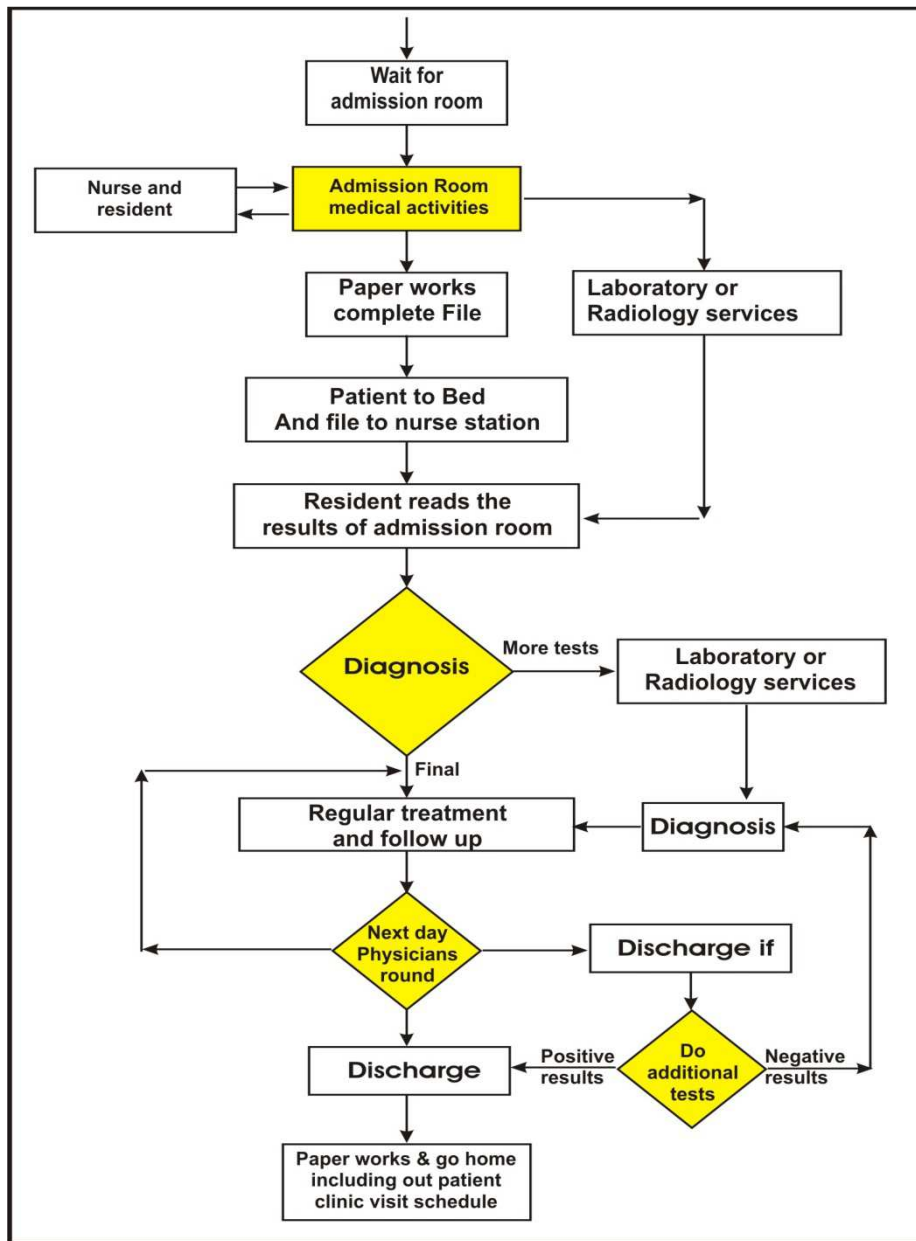 Wait for
admission room
Nurse and
resident
Admission Room
medical activities
Paper works
complete File
Laboratory or
Radiology services
Patient to Bed
And file to nurse station
Resident reads the
results of admission room
Diagnosis
More tests
Laboratory or
Radiology services
Final
Regular treatment
and follow up
Diagnosis
Next day
Physicians
round
Discharge if
Discharge
Positive
results
Do
additional
tests
Negative
results
Paper works & go home
including out patient
clinic visit schedule